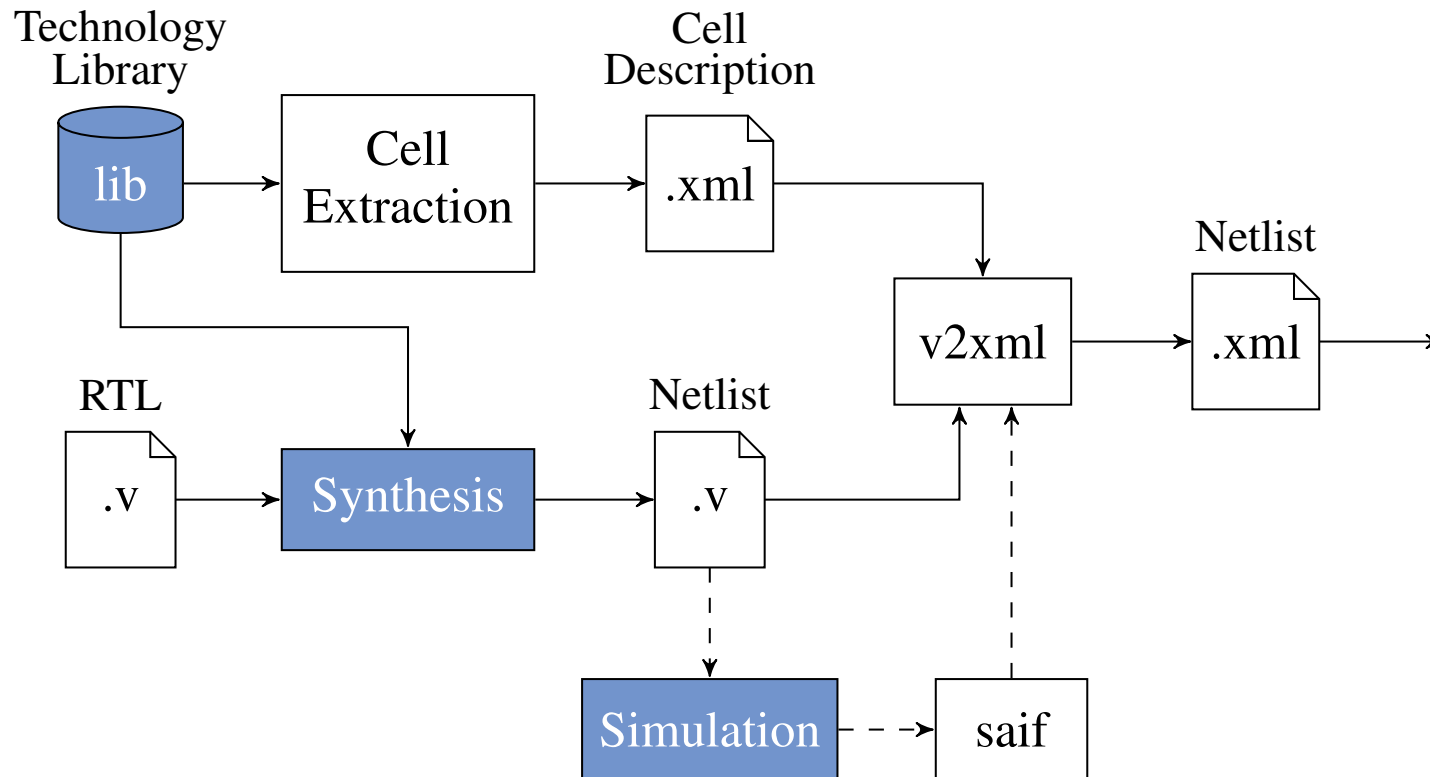 Technology
Library
lib
Cell
Extraction
Cell
Description
.xml
v2xml
Netlist
.xml
RTL
.v
Synthesis
Netlist
.v
Simulation
saif